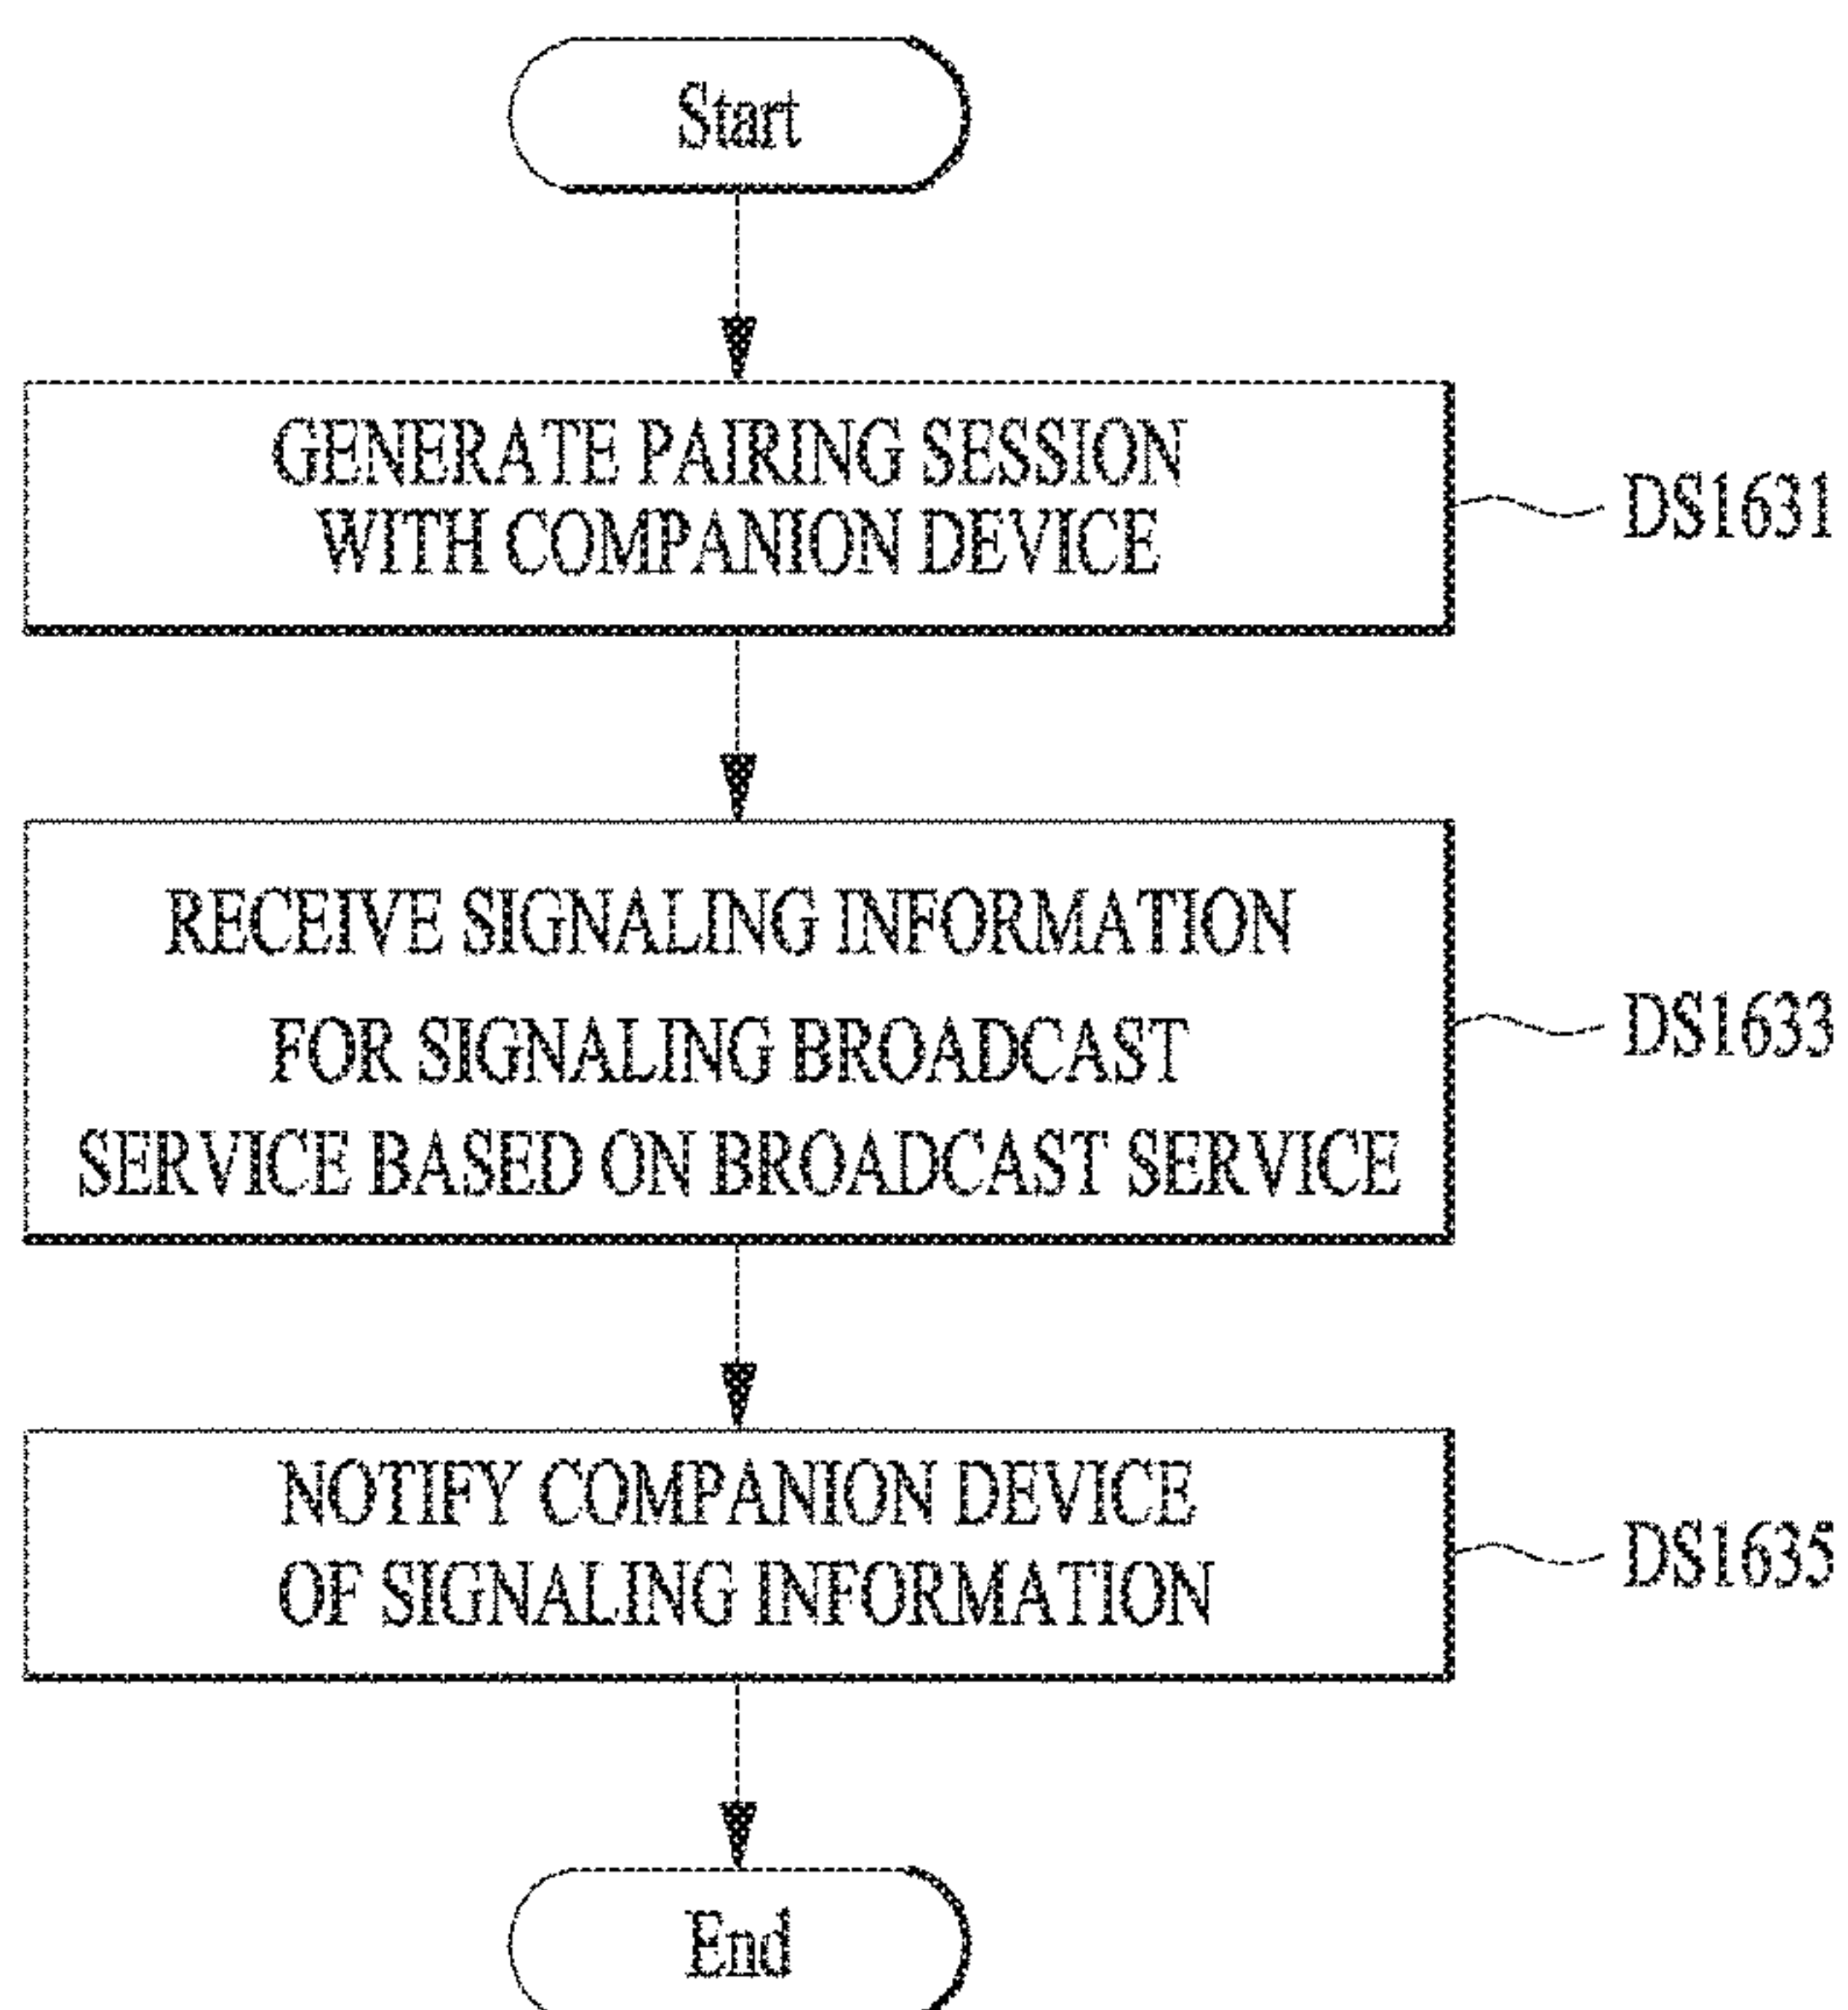 Start
GENERATE PAIRING SESSION
WITH COMPANION DEVICE
DS1631
RECEIVE SIGNALING INFORMATION
FOR SIGNALING BROADCAST
SERVICE BASED ON BROADCAST SERVICE
DS1633
NOTIFY COMPANION DEVICE
OF SIGNALING INFORMATION
DS1635
End